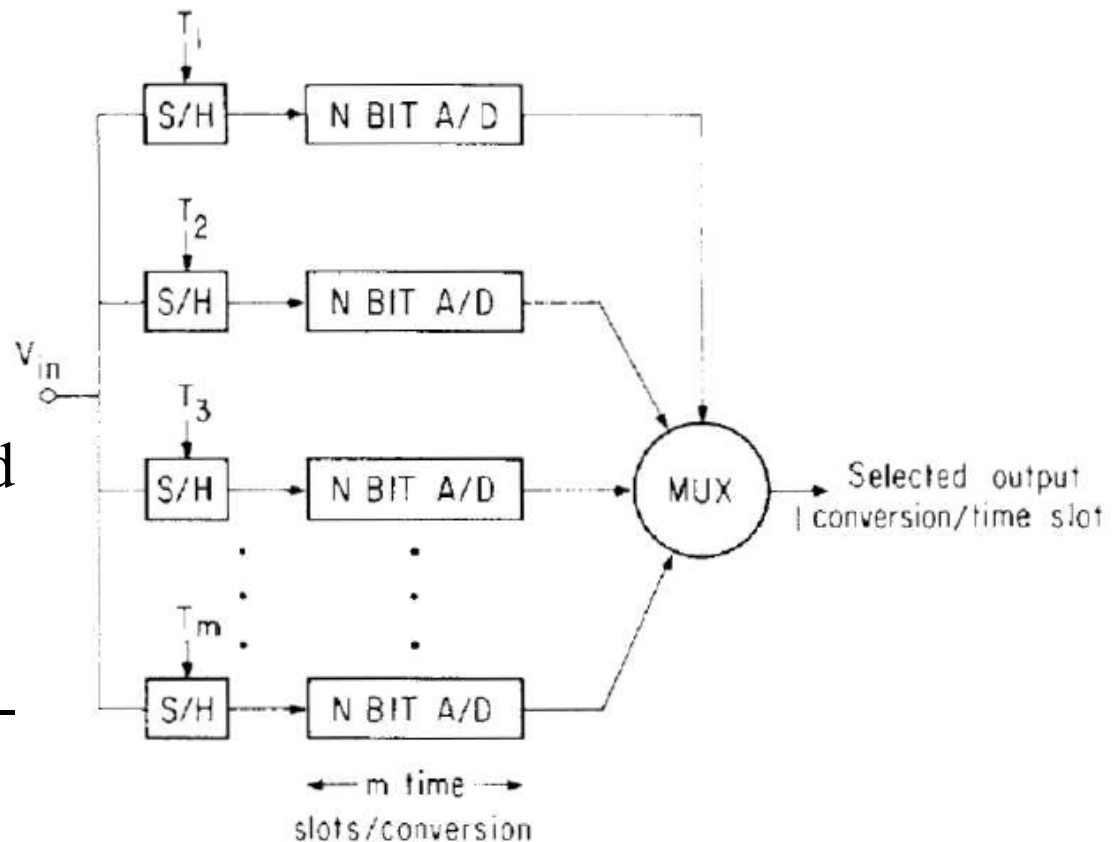 T1
S/H
N BIT A/D
T2
S/H
N BIT A/D
Vin
T3
S/H
N BIT A/D
d
MUX
Selected output
1 conversion/time slot
Tm
S/H
N BIT A/D
m time
slots/conversion